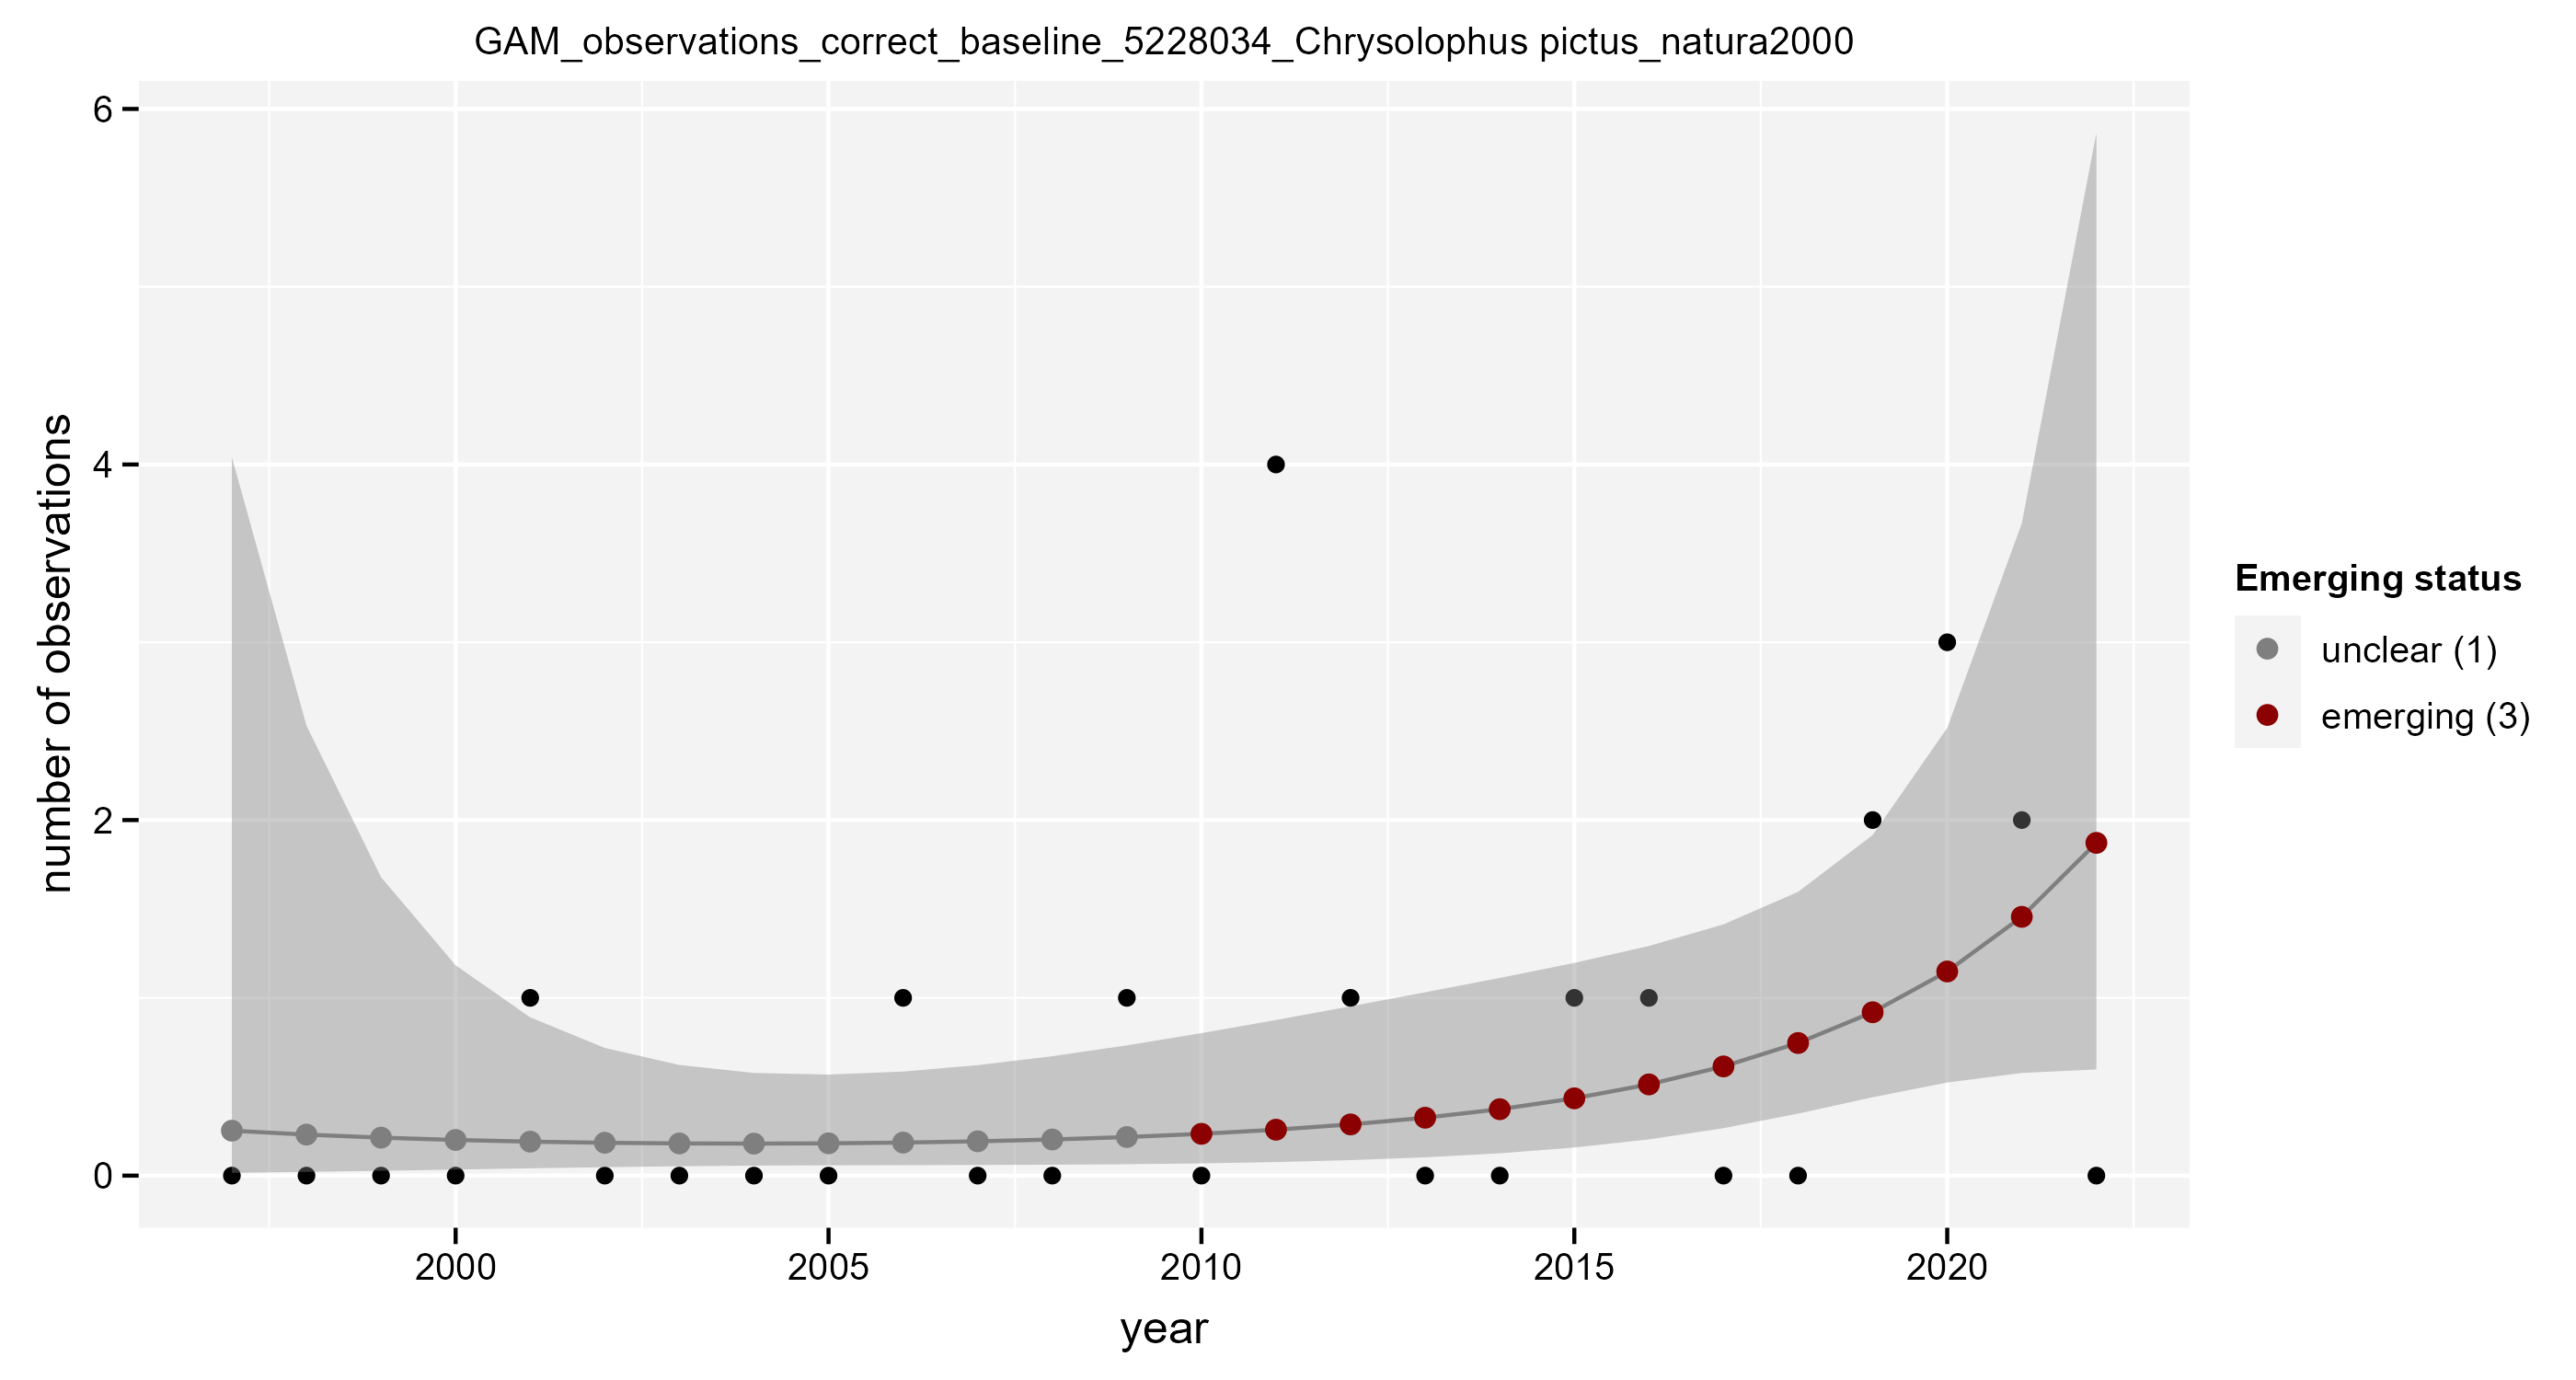 GAM_observations_correct_baseline_5228034_Chrysolophus pictus_natura2000
6
4
2
0
number of observations
2000
2005
2010
2015
2020
year
Emerging status
unclear (1)
emerging (3)